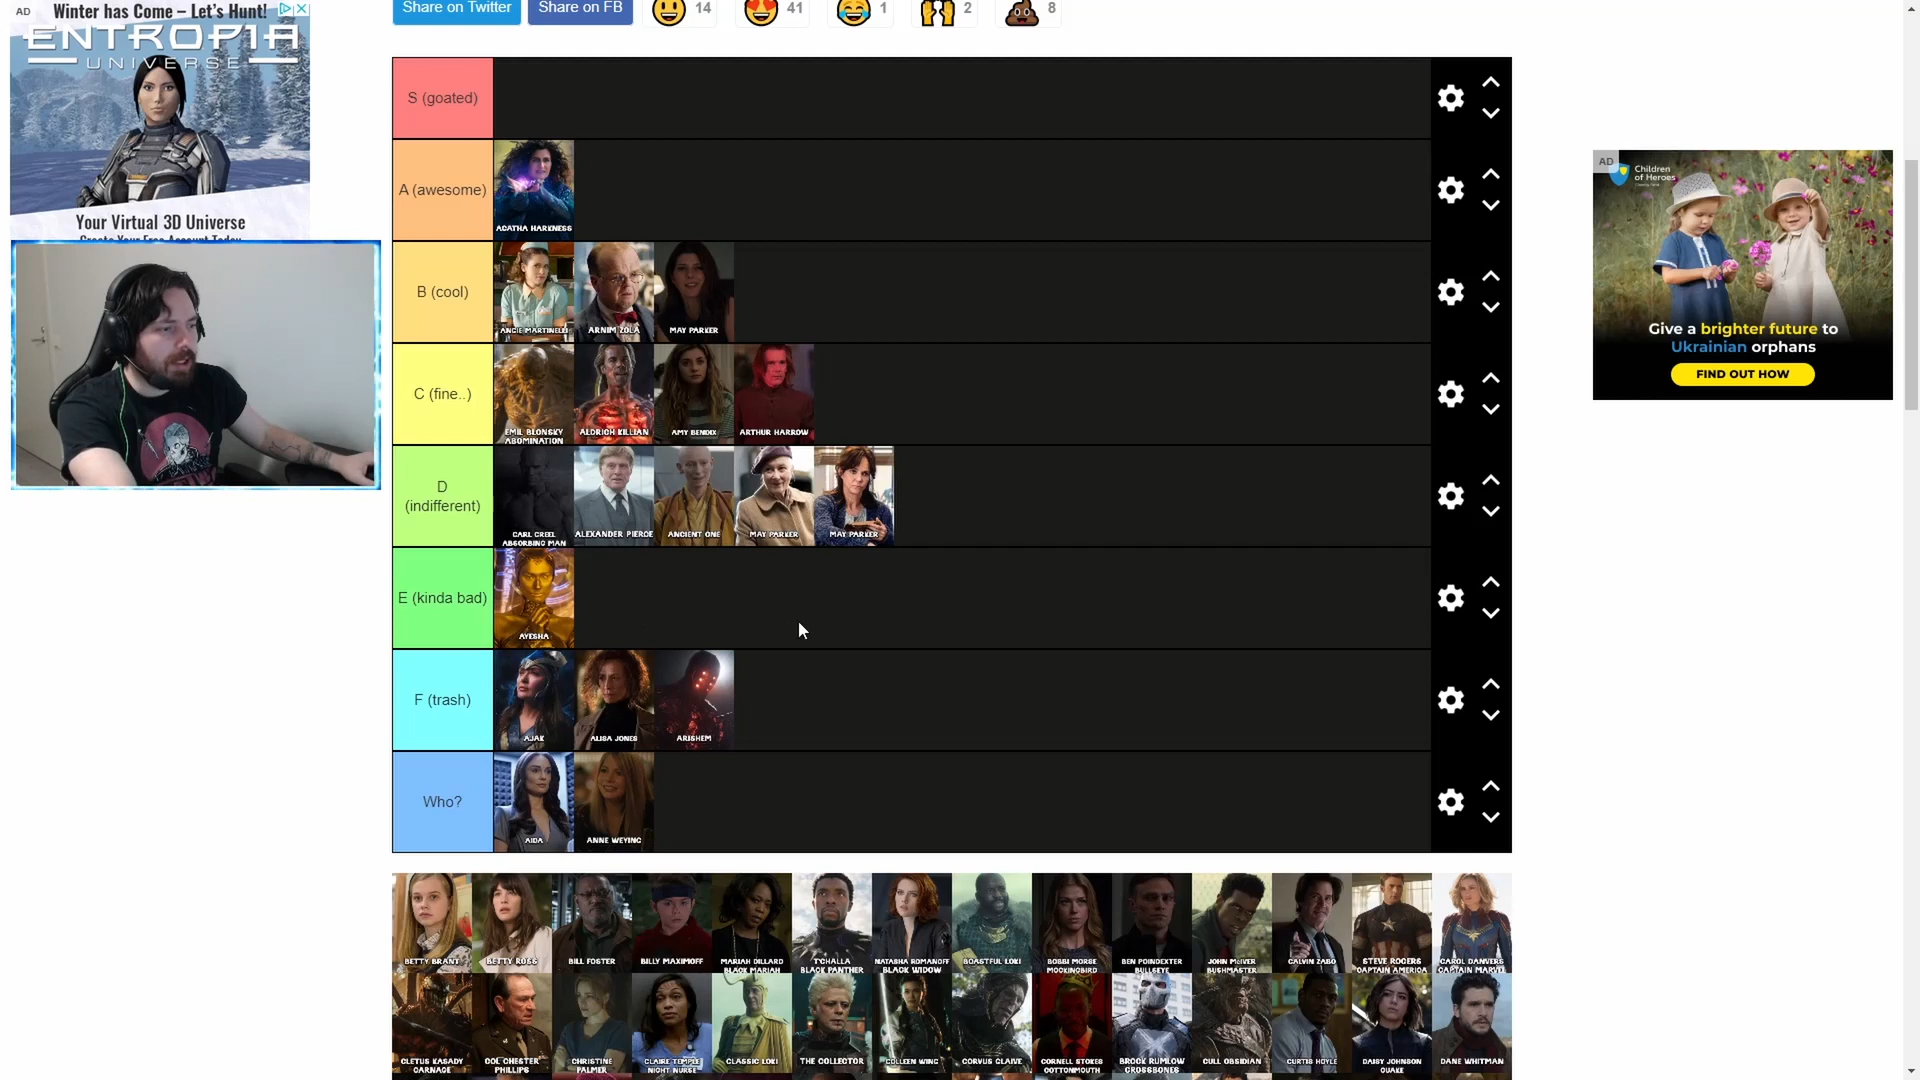 AD
Winter has Come – Let's Hunt!
ENTROPIA
UNIVERSE
Your Virtual 3D Universe
Create Your Free Account Today
Share on Twitter
Share on FB
14
41
1
2
8
S (goated)
A (awesome)
AGATHA HARKNESS
B (cool)
ANGIE MARTINELLI
ARNIM ZOLA
MAY PARKER
C (fine..)
EMIL BLONSKY
ABOMINATION
ALDRICH KILLIAN
AMY BENDIX
ARTHUR HARROW
D
(indifferent)
CARL CREEL
ABSORBING MAN
ALEXANDER PIERCE
ANCIENT ONE
MAY PARKER
MAY PARKER
E (kinda bad)
AYESHA
F (trash)
AJAK
ALISA JONES
ARISHEM
Who?
AIDA
ANNE WEYING
BETTY BRANT
BETTY ROSS
BILL FOSTER
BILLY MAXIMOFF
MARIAH DILLARD
BLACK MARIAH
T'CHALLA
BLACK PANTHER
NATASHA ROMANOFF
BLACK WIDOW
BOASTFUL LOKI
BOBBI MORSE
MOCKINGBIRD
BEN POINDEXTER
BULLSEYE
JOHN MCIVER
BUSHMASTER
CALVIN ZABO
STEVE ROGERS
CAPTAIN AMERICA
CAROL DANVERS
CAPTAIN MARVEL
CLETUS KASADY
CARNAGE
COL CHESTER
PHILLIPS
CHRISTINE
PALMER
CLAIRE TEMPLE
NIGHT NURSE
CLASSIC LOKI
THE COLLECTOR
COLLEEN WING
CORVUS GLAIVE
CORNELL STOKES
COTTONMOUTH
BROCK RUMLOW
CROSSBONES
CULL OBSIDIAN
CURTIS HOYLE
DAISY JOHNSON
QUAKE
DANE WHITMAN
AD
Children
of Heroes
Give a brighter future to
Ukrainian orphans
FIND OUT HOW